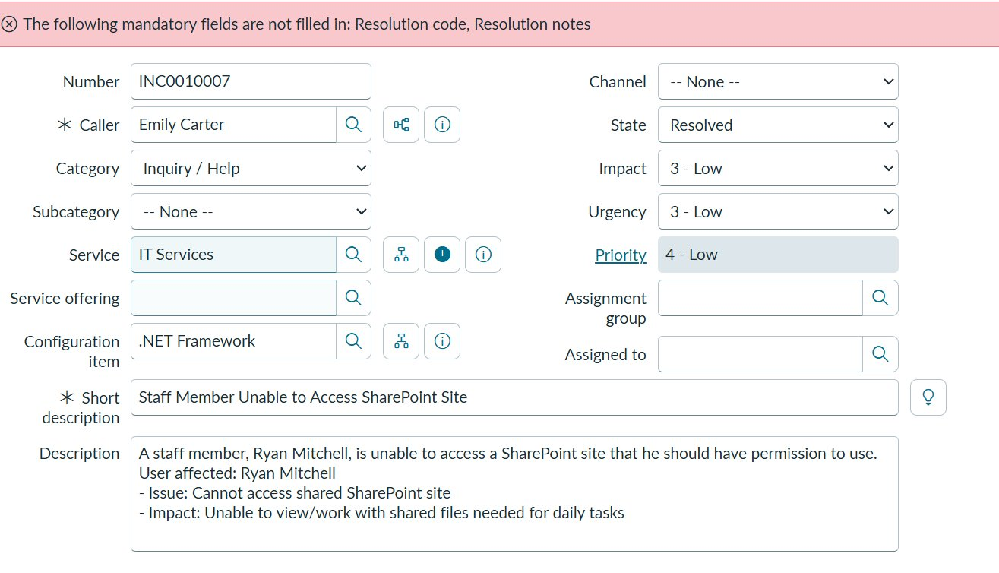 The following mandatory fields are not filled in: Resolution code, Resolution notes
Number INC0010007
Channel -- None --
Caller Emily Carter
State Resolved
Category Inquiry / Help
Impact 3 - Low
Subcategory -- None --
Urgency 3 - Low
Service IT Services
Priority 4 - Low
Service offering
Assignment
group
Configuration
item
.NET Framework
Assigned to
Short
description
Staff Member Unable to Access SharePoint Site
Description
A staff member, Ryan Mitchell, is unable to access a SharePoint site that he should have permission to use.
User affected: Ryan Mitchell
- Issue: Cannot access shared SharePoint site
- Impact: Unable to view/work with shared files needed for daily tasks